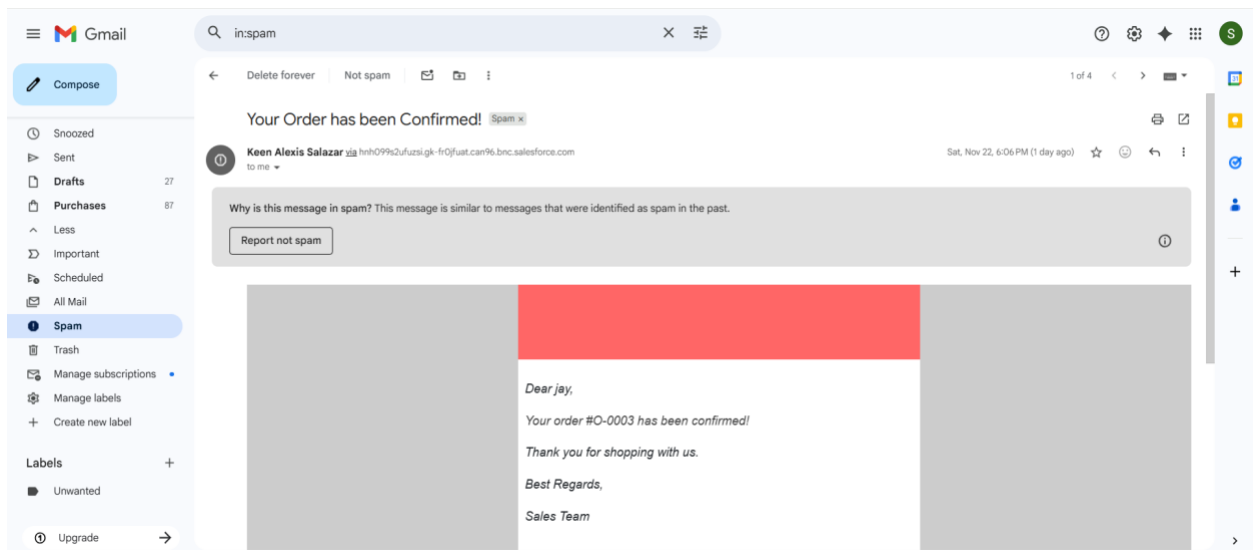 Gmail
in:spam
S
Compose
Delete forever
Not spam
1 of 4
31
Your Order has been Confirmed!
Spam x
Snoozed
Sent
Drafts 27
Purchases 87
Less
Important
Scheduled
All Mail
Spam
Trash
Manage subscriptions
Manage labels
Create new label
Labels
Unwanted
Upgrade
Keen Alexis Salazar via hnh099s2ufuzsi.gk-fr0jfuat.can96.bnc.salesforce.com
Sat, Nov 22, 6:06 PM (1 day ago)
to me
Why is this message in spam? This message is similar to messages that were identified as spam in the past.
Report not spam
Dear jay,
Your order #O-0003 has been confirmed!
Thank you for shopping with us.
Best Regards,
Sales Team